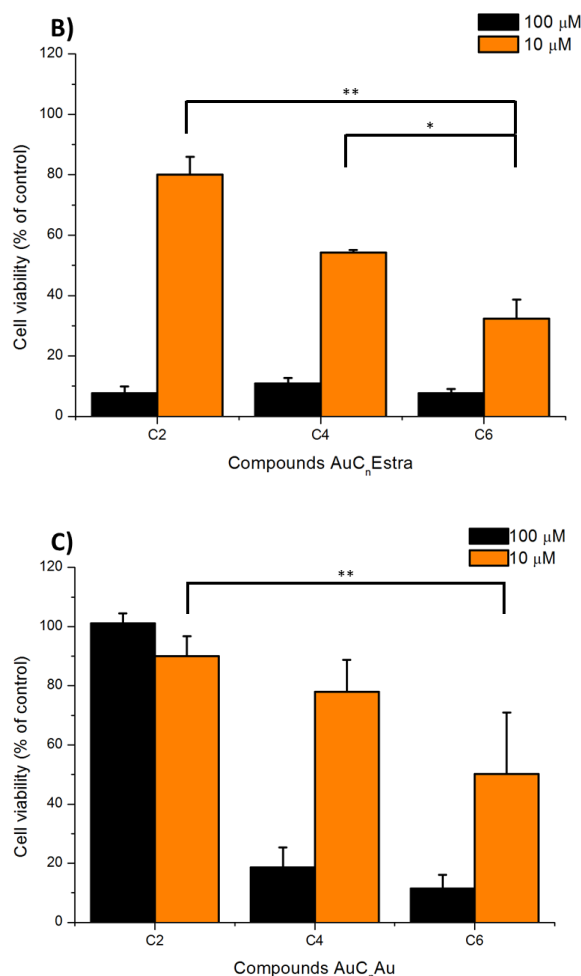 B)
100 μM
10 μM
120
100
80
60
40
20
0
**
*
Cell viability (% of control)
C2 C4 C6
Compounds AuCnEstra
C)
100 μM
10 μM
120
100
80
60
40
20
0
**
Cell viability (% of control)
C2 C4 C6
Compounds AuCnAu